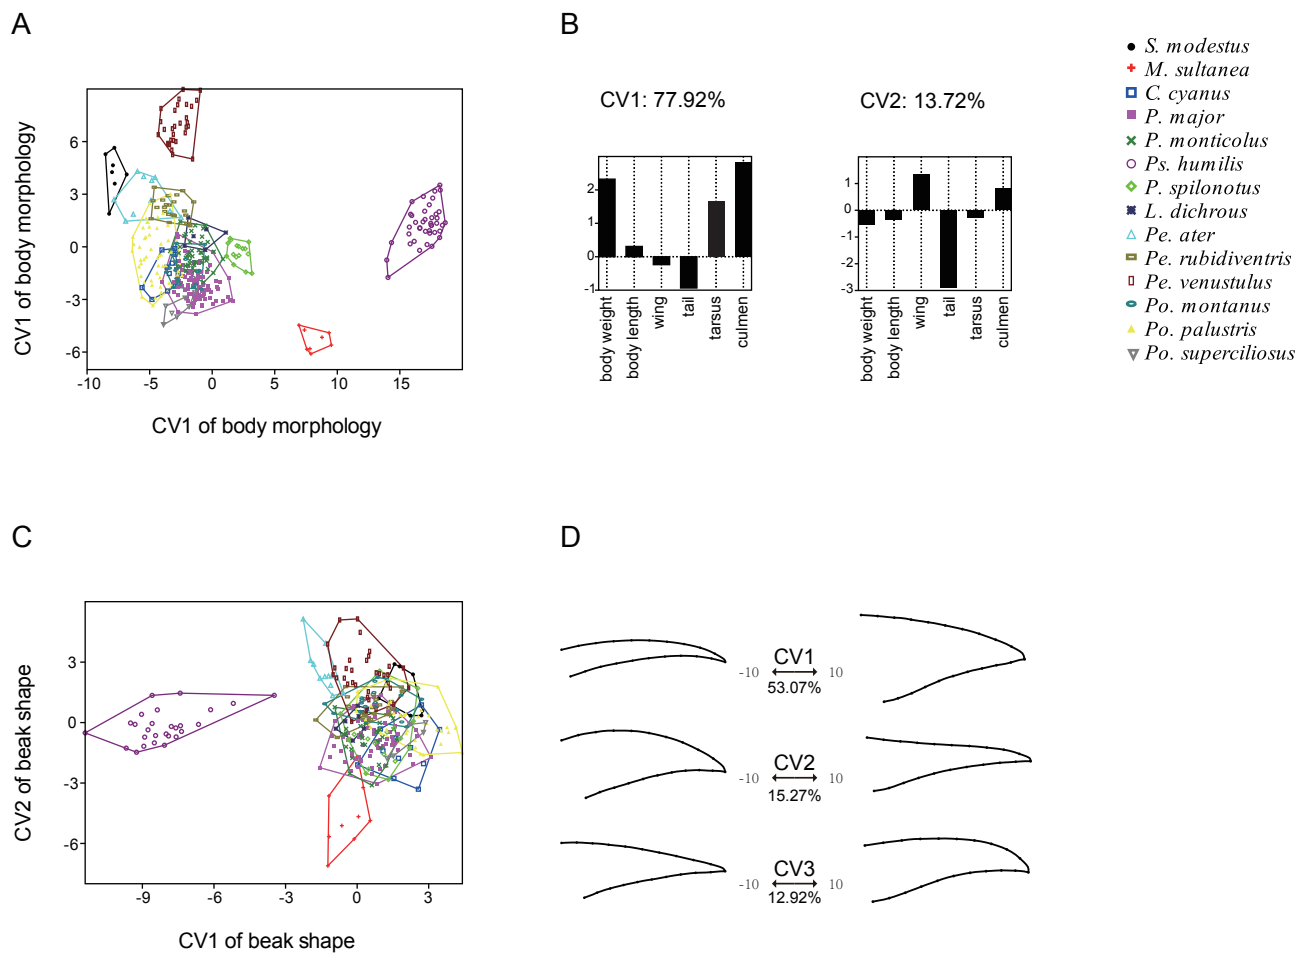 A
B
S. modestus
M. sultanea
C. cyanus
P. major
P. monticolus
Ps. humilis
P. spilonotus
L. dichrous
Pe. ater
Pe. rubidiventris
Pe. venustulus
Po. montanus
Po. palustris
Po. superciliosus
CV1 of body morphology
6
3
0
-3
-6
-10
-5
0
5
10
15
CV1 of body morphology
CV1: 77.92%
2
0
-1
body weight
body length
wing
tail
tarsus
culmen
CV2: 13.72%
1
0
-1
-2
-3
body weight
body length
wing
tail
tarsus
culmen
C
D
CV2 of beak shape
3
0
-3
-6
-9
-6
-3
0
3
CV1 of beak shape
CV1
-10
10
53.07%
CV2
-10
10
15.27%
CV3
-10
10
12.92%